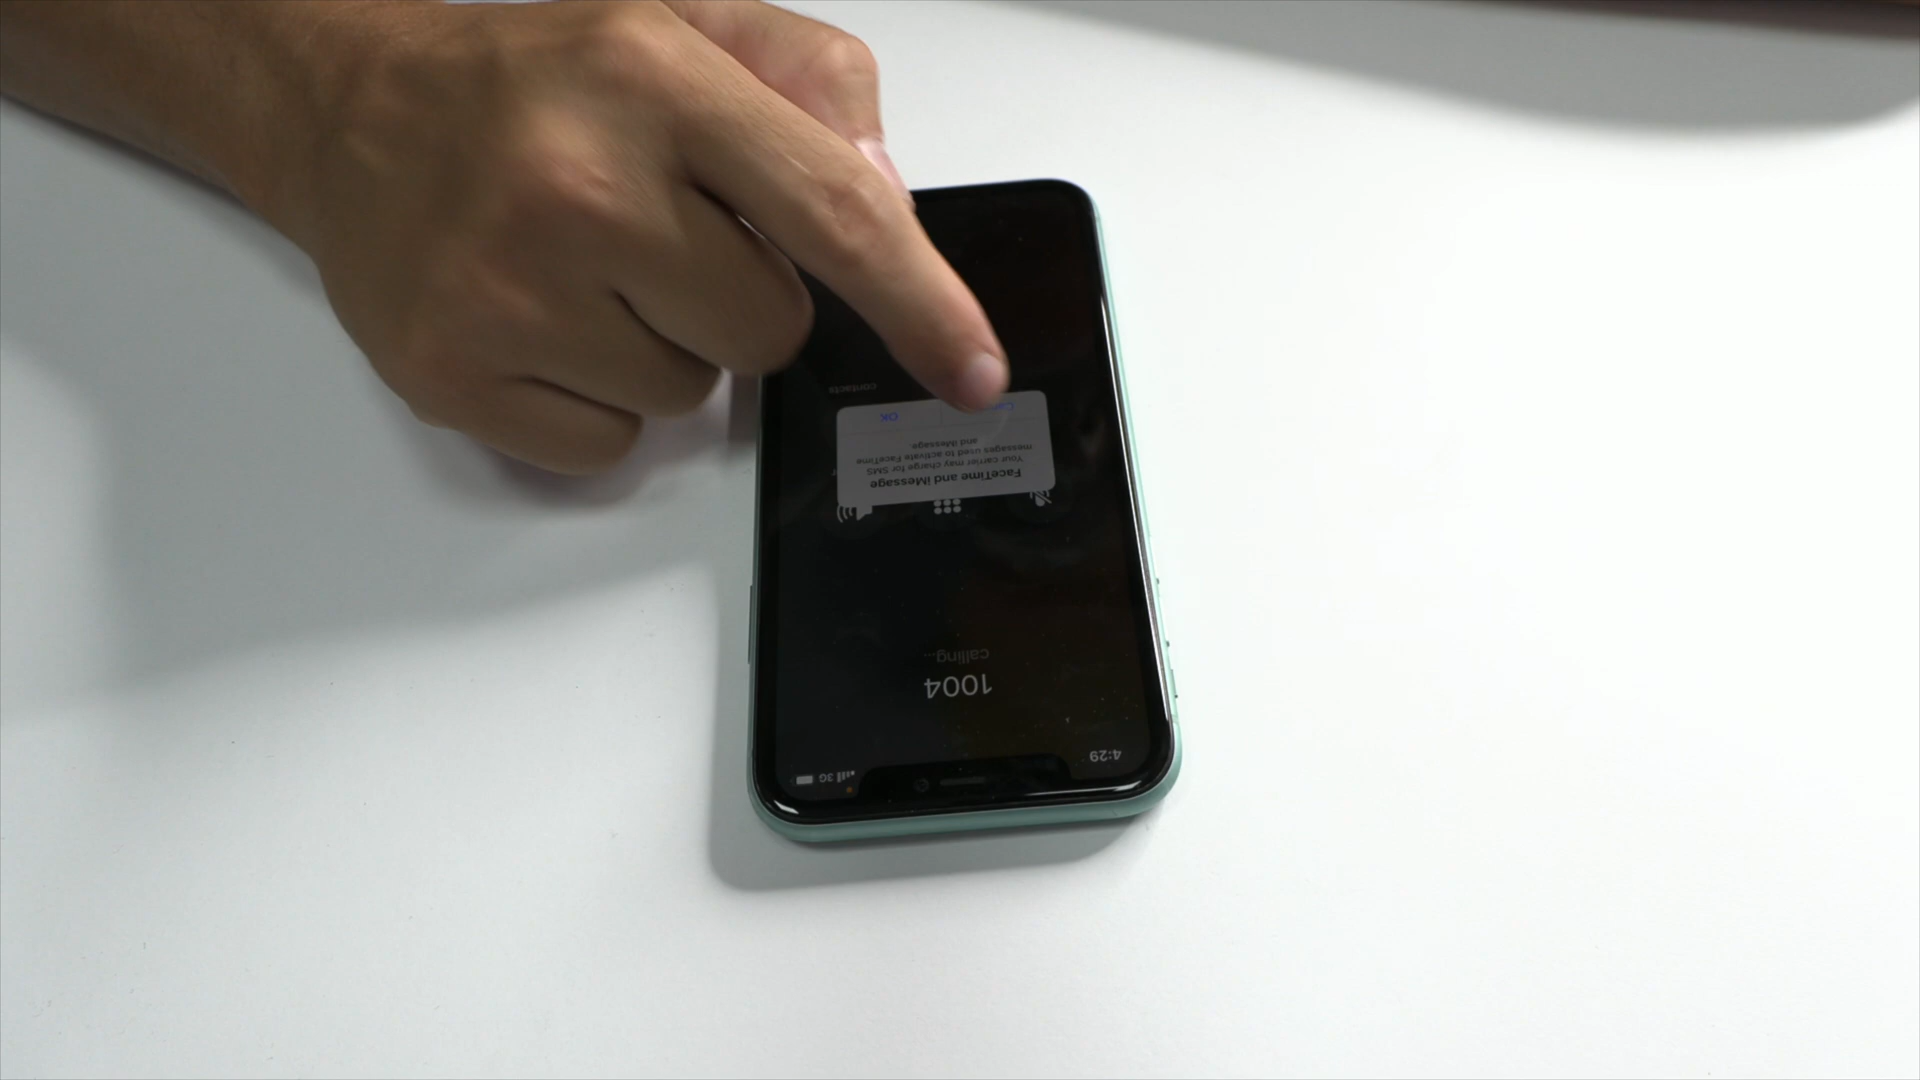 4:29
3G
1004
calling...
FaceTime and iMessage
Your carrier may charge for SMS
messages used to activate FaceTime
and iMessage.
OK
contacts